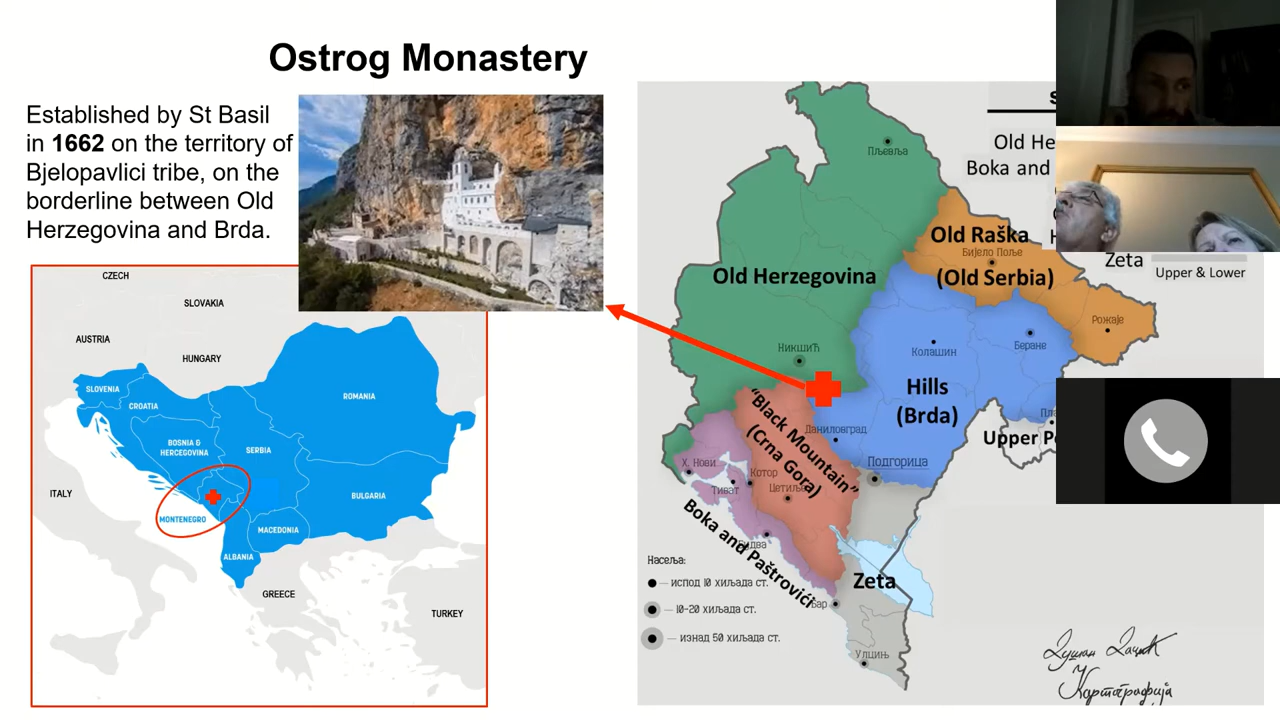 Ostrog Monastery
Established by St Basil
in 1662 on the territory of
Bjelopavlici tribe, on the
borderline between Old
Herzegovina and Brda.
CZECH
SLOVAKIA
AUSTRIA
HUNGARY
SLOVENIA
CROATIA
ROMANIA
BOSNIA &
HERCEGOVINA
SERBIA
ITALY
MONTENEGRO
BULGARIA
MACEDONIA
ALBANIA
GREECE
TURKEY
Old He
Boka and
Пљевља
Old Raška
Бијело Поље
(Old Serbia)
Old Herzegovina
Zeta
Upper & Lower
Рожаје
Никшић
Колашин
Беране
Hills
(Brda)
"Black Mountain"
(Crna Gora)
Даниловград
Подгорица
Upper
Х. Нови
Котор
Тиват
Цетиње
Boka and Paštrovići
Zeta
Бар
Улцињ
Насеља:
испод 10 хиљада ст.
10-20 хиљада ст.
изнад 50 хиљада ст.
Картографија